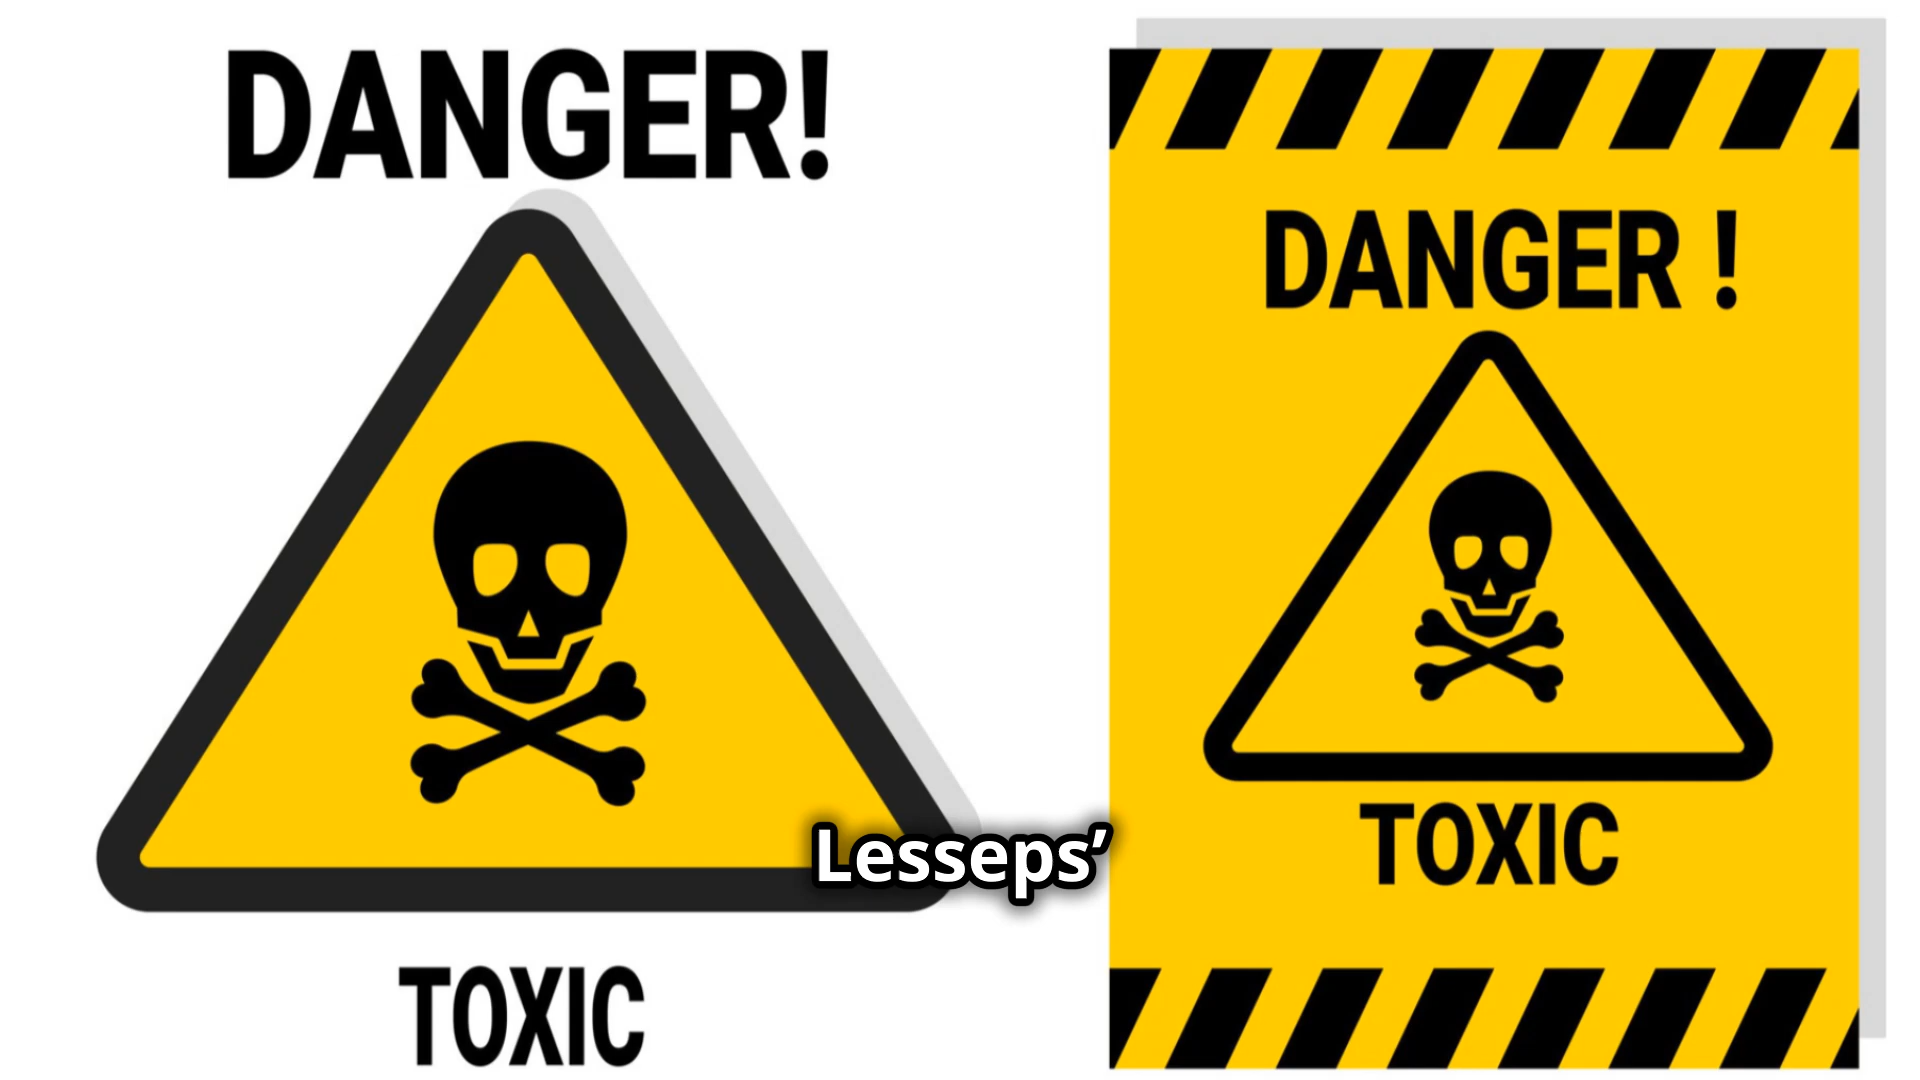 DANGER!
TOXIC
DANGER !
TOXIC
Lesseps’